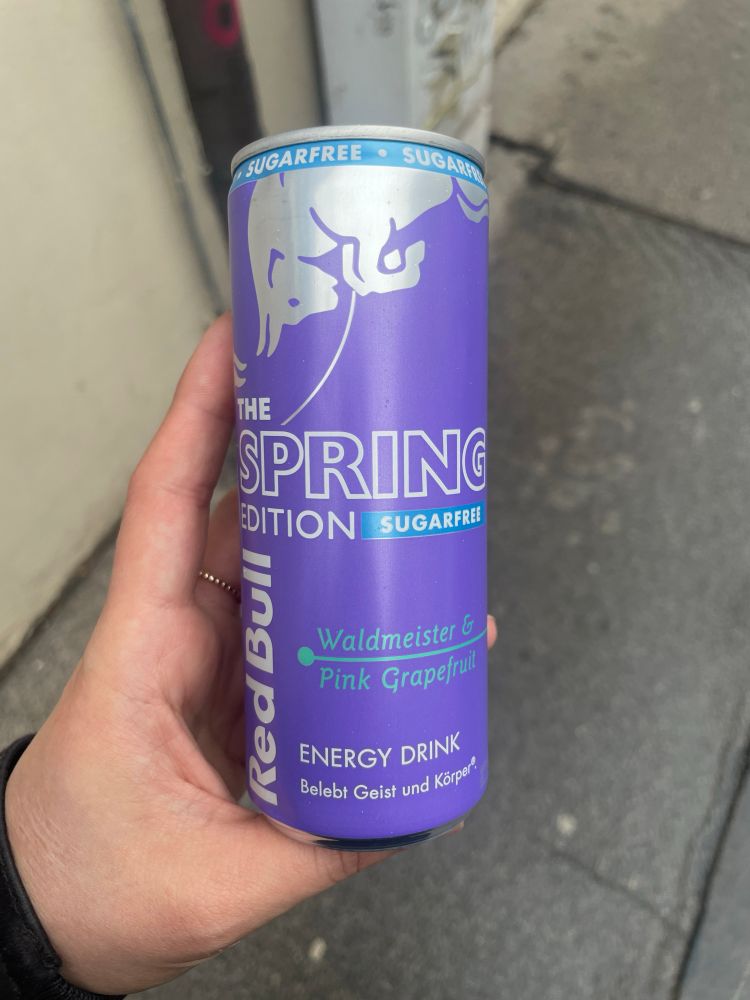 SUGARFREE • SUGARFREE
THE
SPRING
EDITION SUGARFREE
Red Bull
Waldmeister &
Pink Grapefruit
ENERGY DRINK
Belebt Geist und Körper®.